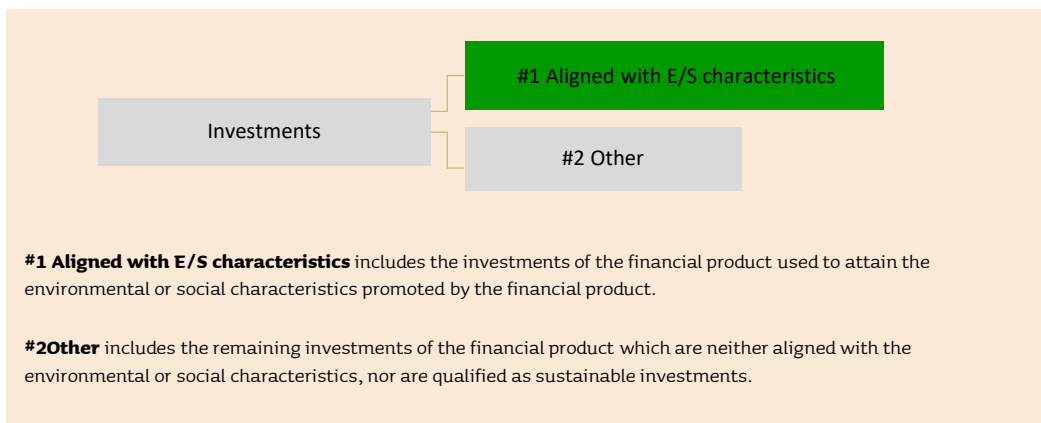 #1 Aligned with E/S characteristics
Investments
#2 Other
#1 Aligned with E/S characteristics includes the investments of the financial product used to attain the
environmental or social characteristics promoted by the financial product.
#2Other includes the remaining investments of the financial product which are neither aligned with the
environmental or social characteristics, nor are qualified as sustainable investments.